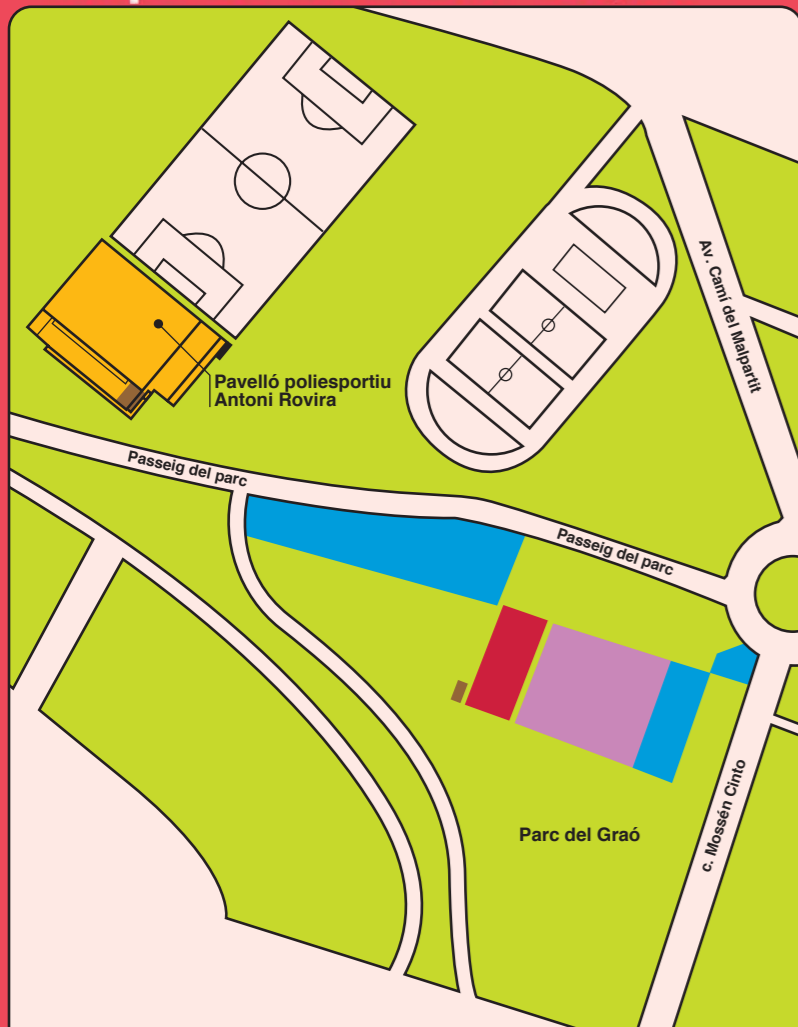 Av. Camí del Malpartit
Pavelló poliesportiu
Antoni Rovira
Passeig del parc
Passeig del parc
c. Mossén Cinto
Parc del Graó